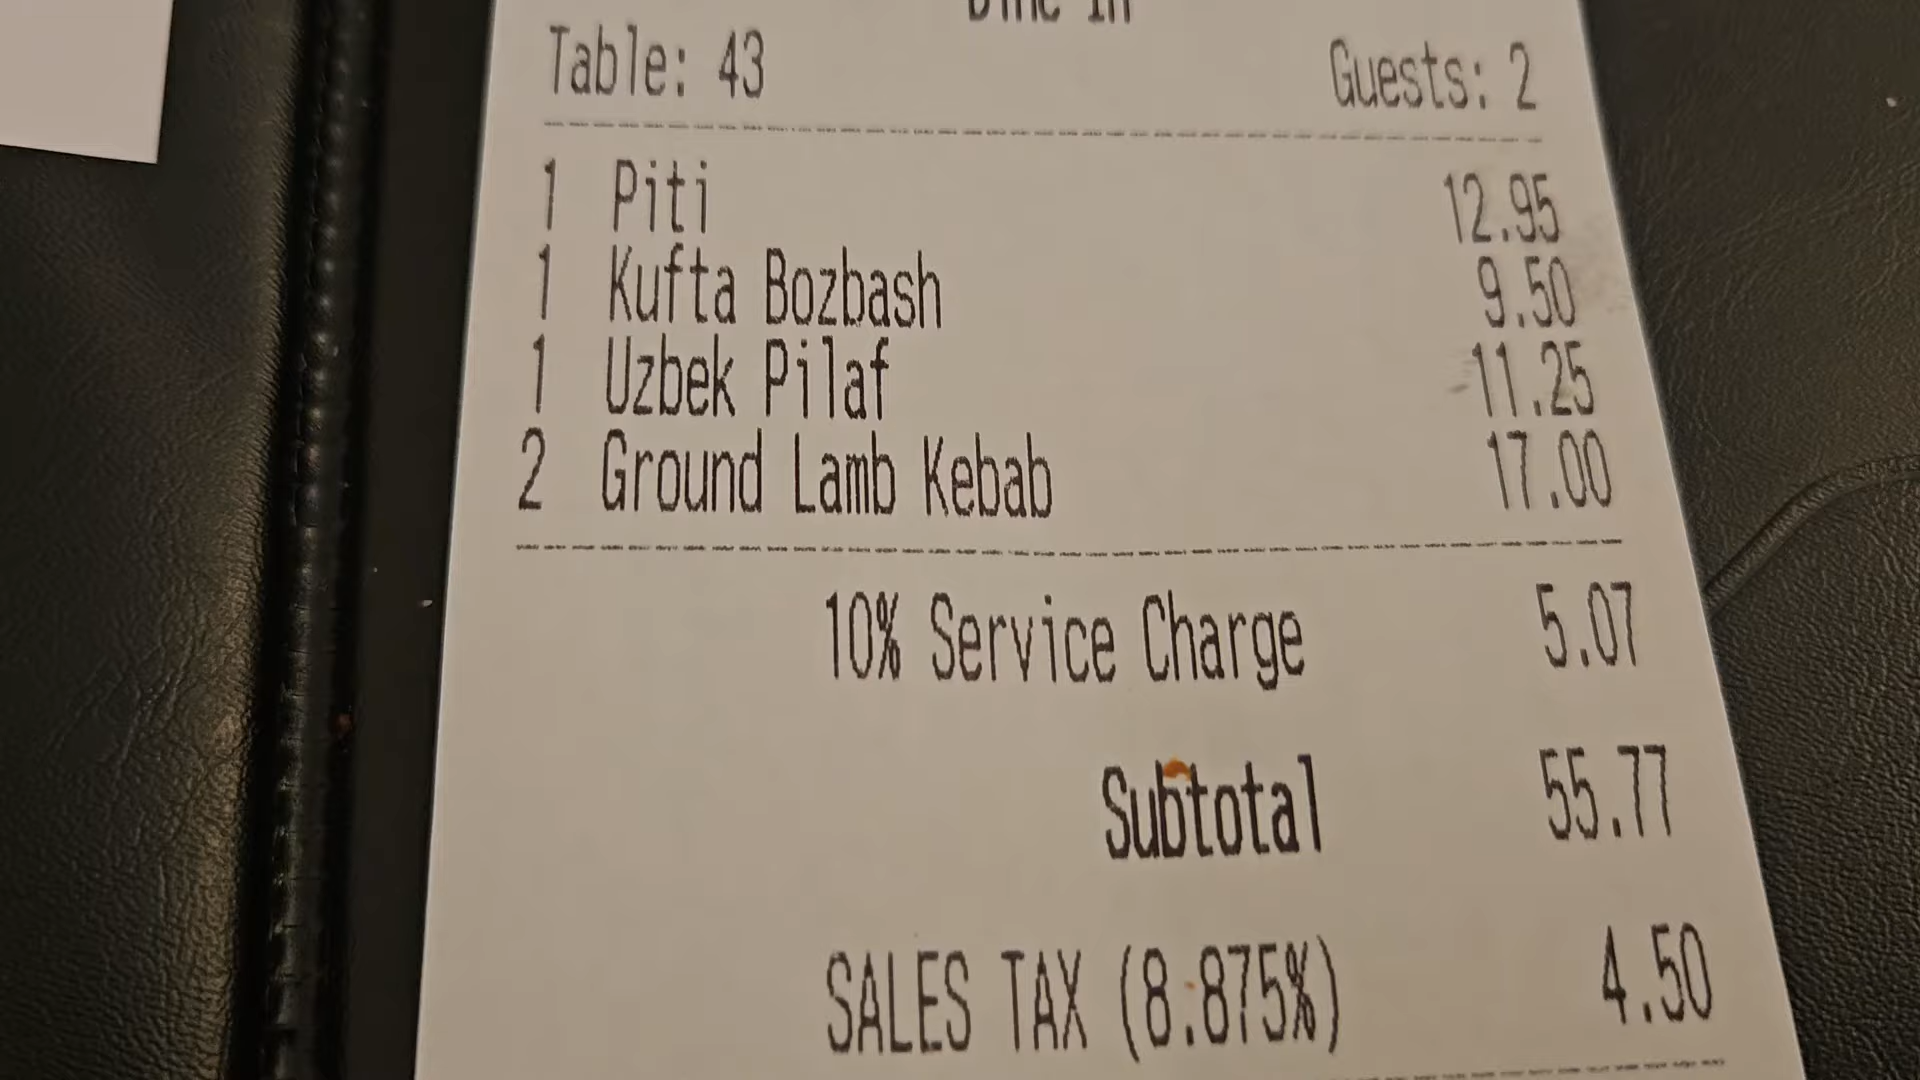 Dine In
Table: 43 Guests: 2
1 Piti 12.95
1 Kufta Bozbash 9.50
1 Uzbek Pilaf 11.25
2 Ground Lamb Kebab 17.00
10% Service Charge 5.07
Subtotal 55.77
SALES TAX (8.875%) 4.50